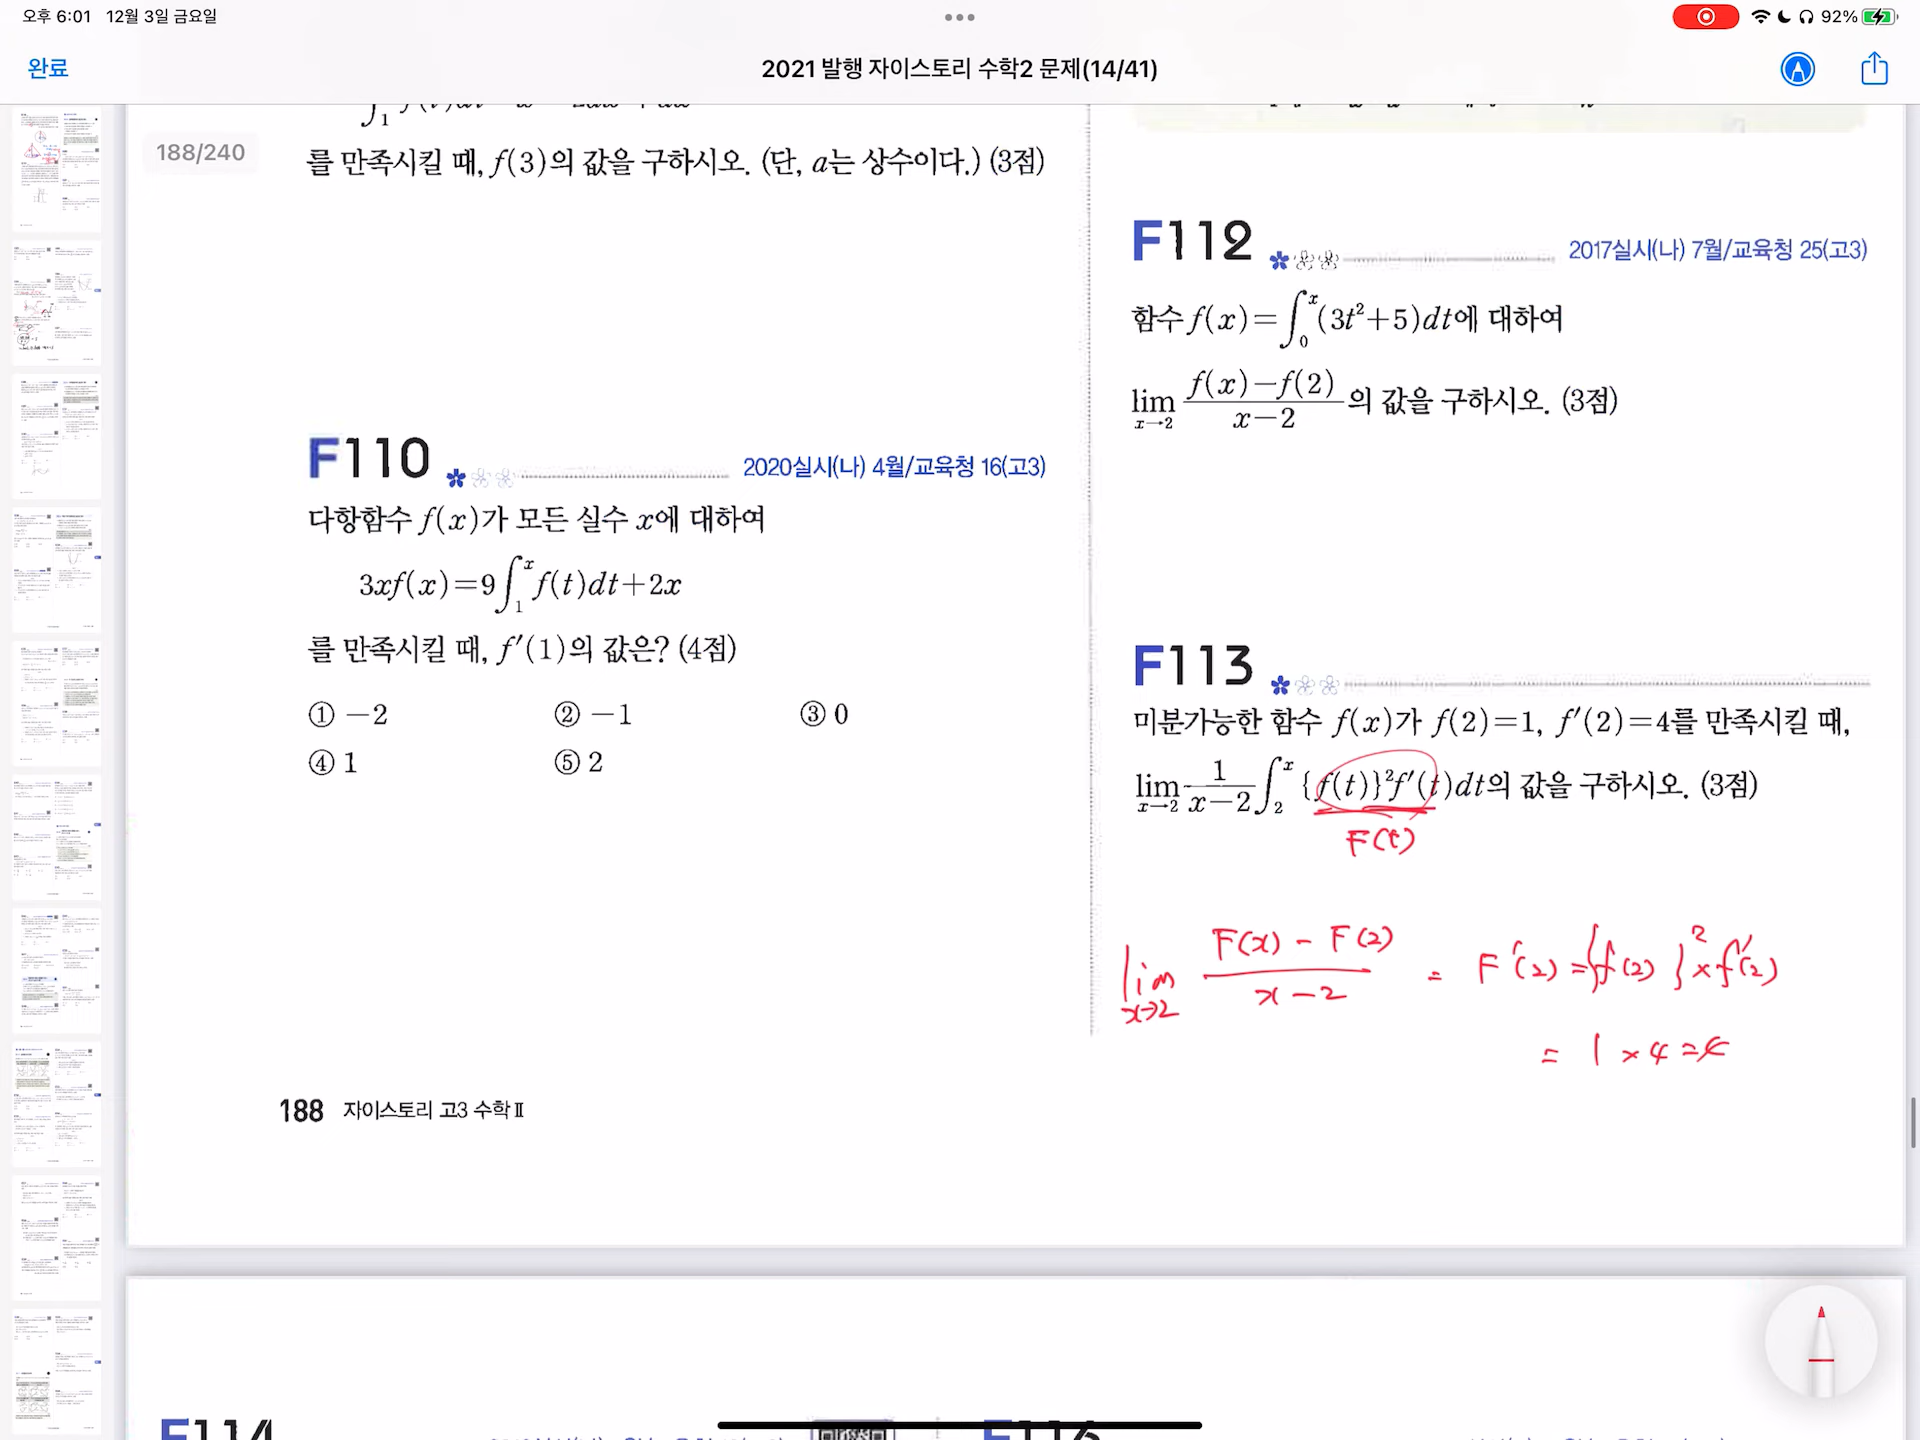 오후 6:01 12월 3일 금요일
92%
완료
2021 발행 자이스토리 수학2 문제(14/41)
188/240
를 만족시킬 때, f(3)의 값을 구하시오. (단, a는 상수이다.) (3점)
F110
2020실시(나) 4월/교육청 16(고3)
다항함수 f(x)가 모든 실수 x에 대하여
3xf(x)=9∫₁ˣ f(t)dt+2x
를 만족시킬 때, f′(1)의 값은? (4점)
① −2 ② −1 ③ 0
④ 1 ⑤ 2
188 자이스토리 고3 수학Ⅱ
F112
2017실시(나) 7월/교육청 25(고3)
함수 f(x)=∫₀ˣ (3t²+5)dt에 대하여
lim x→2 (f(x)−f(2))/(x−2) 의 값을 구하시오. (3점)
F113
미분가능한 함수 f(x)가 f(2)=1, f′(2)=4를 만족시킬 때,
lim x→2 1/(x−2) ∫₂ˣ {f(t)}²f′(t)dt의 값을 구하시오. (3점)
F(t)
lim x→2 (F(x)−F(2))/(x−2) = F′(2) = {f(2)}² × f′(2)
= 1 × 4 = 4
F114